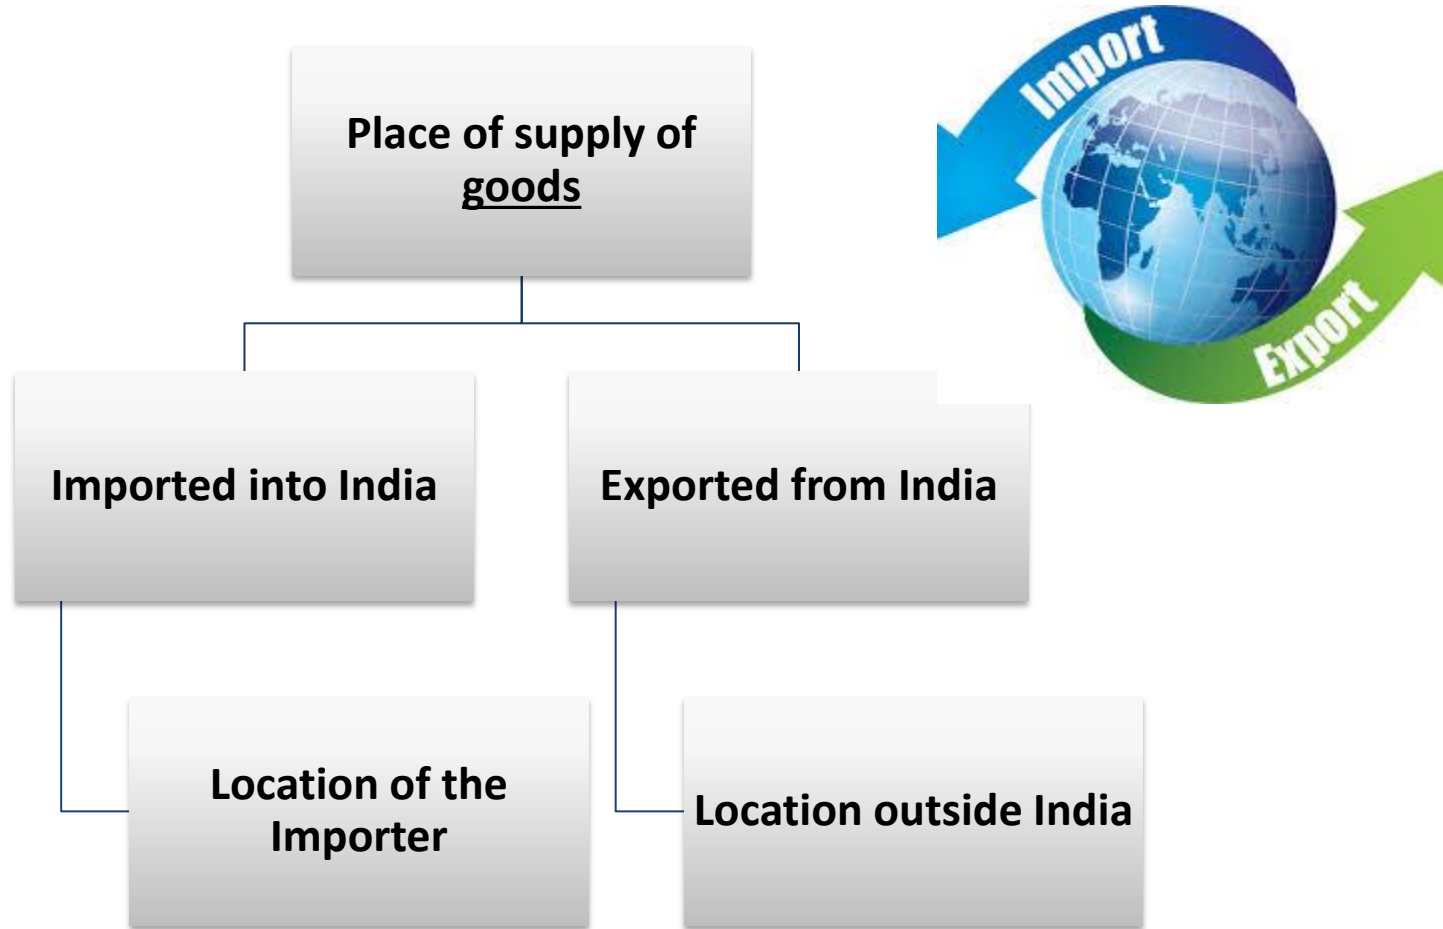 Place of supply of
goods
Import
Export
Imported into India
Exported from India
Location of the
Importer
Location outside India